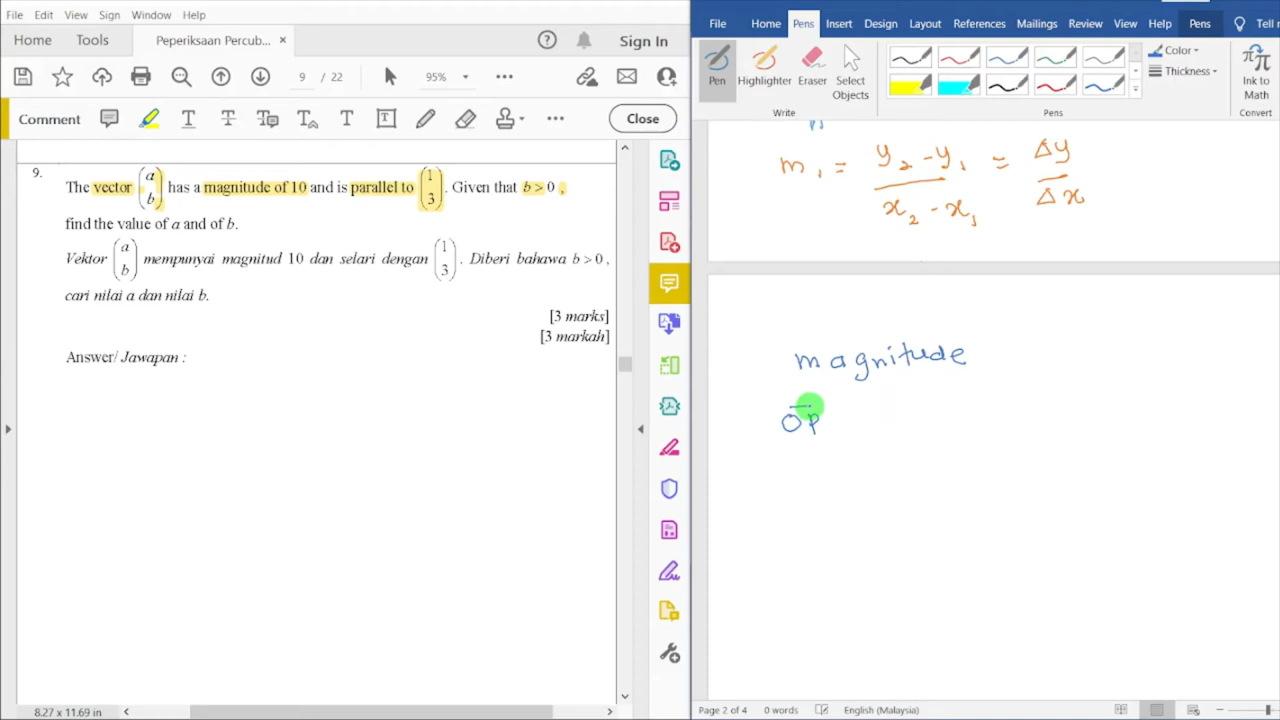 File Edit View Sign Window Help
Home Tools Peperiksaan Percub... × Sign In
9 / 22 95%
Comment Close
9. The vector (a b) has a magnitude of 10 and is parallel to (1 3). Given that b > 0 ,
find the value of a and of b.
Vektor (a b) mempunyai magnitud 10 dan selari dengan (1 3). Diberi bahawa b > 0 ,
cari nilai a dan nilai b.
[3 marks]
[3 markah]
Answer/ Jawapan :
8.27 x 11.69 in
File Home Pens Insert Design Layout References Mailings Review View Help Pens Tell
Pen Highlighter Eraser Select Objects
Color
Thickness
Ink to Math
Write Pens Convert
m₁ = y₂ - y₁ / x₂ - x₁ = Δy / Δx
magnitude
OP
Page 2 of 4 0 words English (Malaysia)